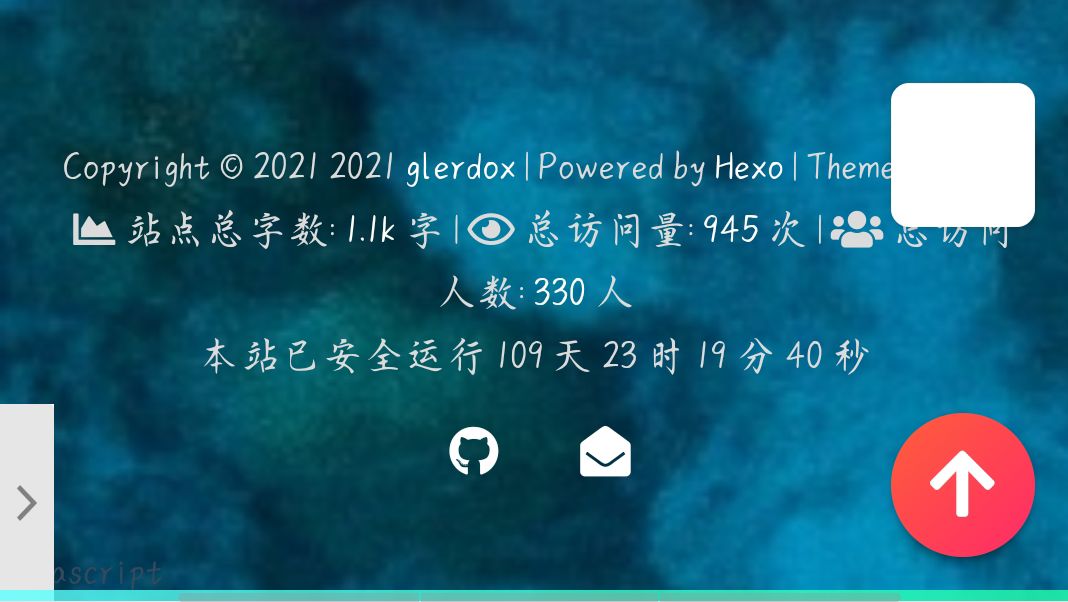 Copyright © 2021 2021 glerdox | Powered by Hexo | Theme
站点总字数: 1.1k 字 | 总访问量: 945 次 | 总访问
人数: 330 人
本站已安全运行 109 天 23 时 19 分 40 秒
ascript